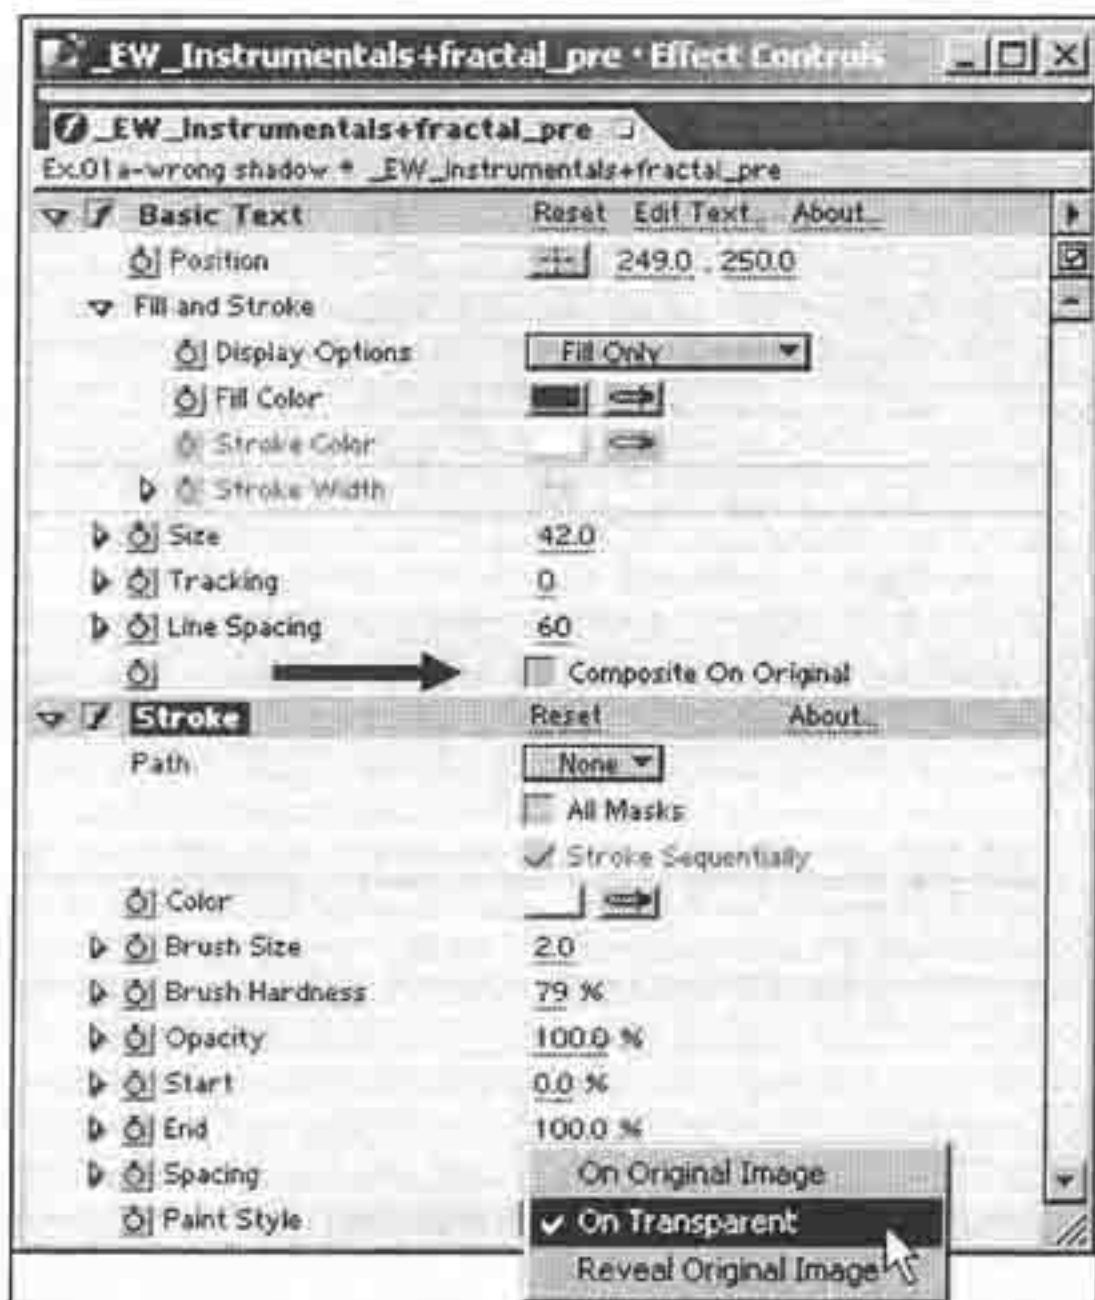 _EW_Instrumentals+fractal_pre • Effect Controls
_EW_Instrumentals+fractal_pre
Ex.01a-wrong shadow * _EW_Instrumentals+fractal_pre
Basic Text Reset Edit Text... About...
Position 249.0 , 250.0
Fill and Stroke
Display Options Fill Only
Fill Color
Stroke Color
Stroke Width
Size 42.0
Tracking 0
Line Spacing 60
Composite On Original
Stroke Reset About...
Path None
All Masks
Stroke Sequentially
Color
Brush Size 2.0
Brush Hardness 79 %
Opacity 100.0 %
Start 0.0 %
End 100.0 %
Spacing On Original Image
Paint Style On Transparent
Reveal Original Image